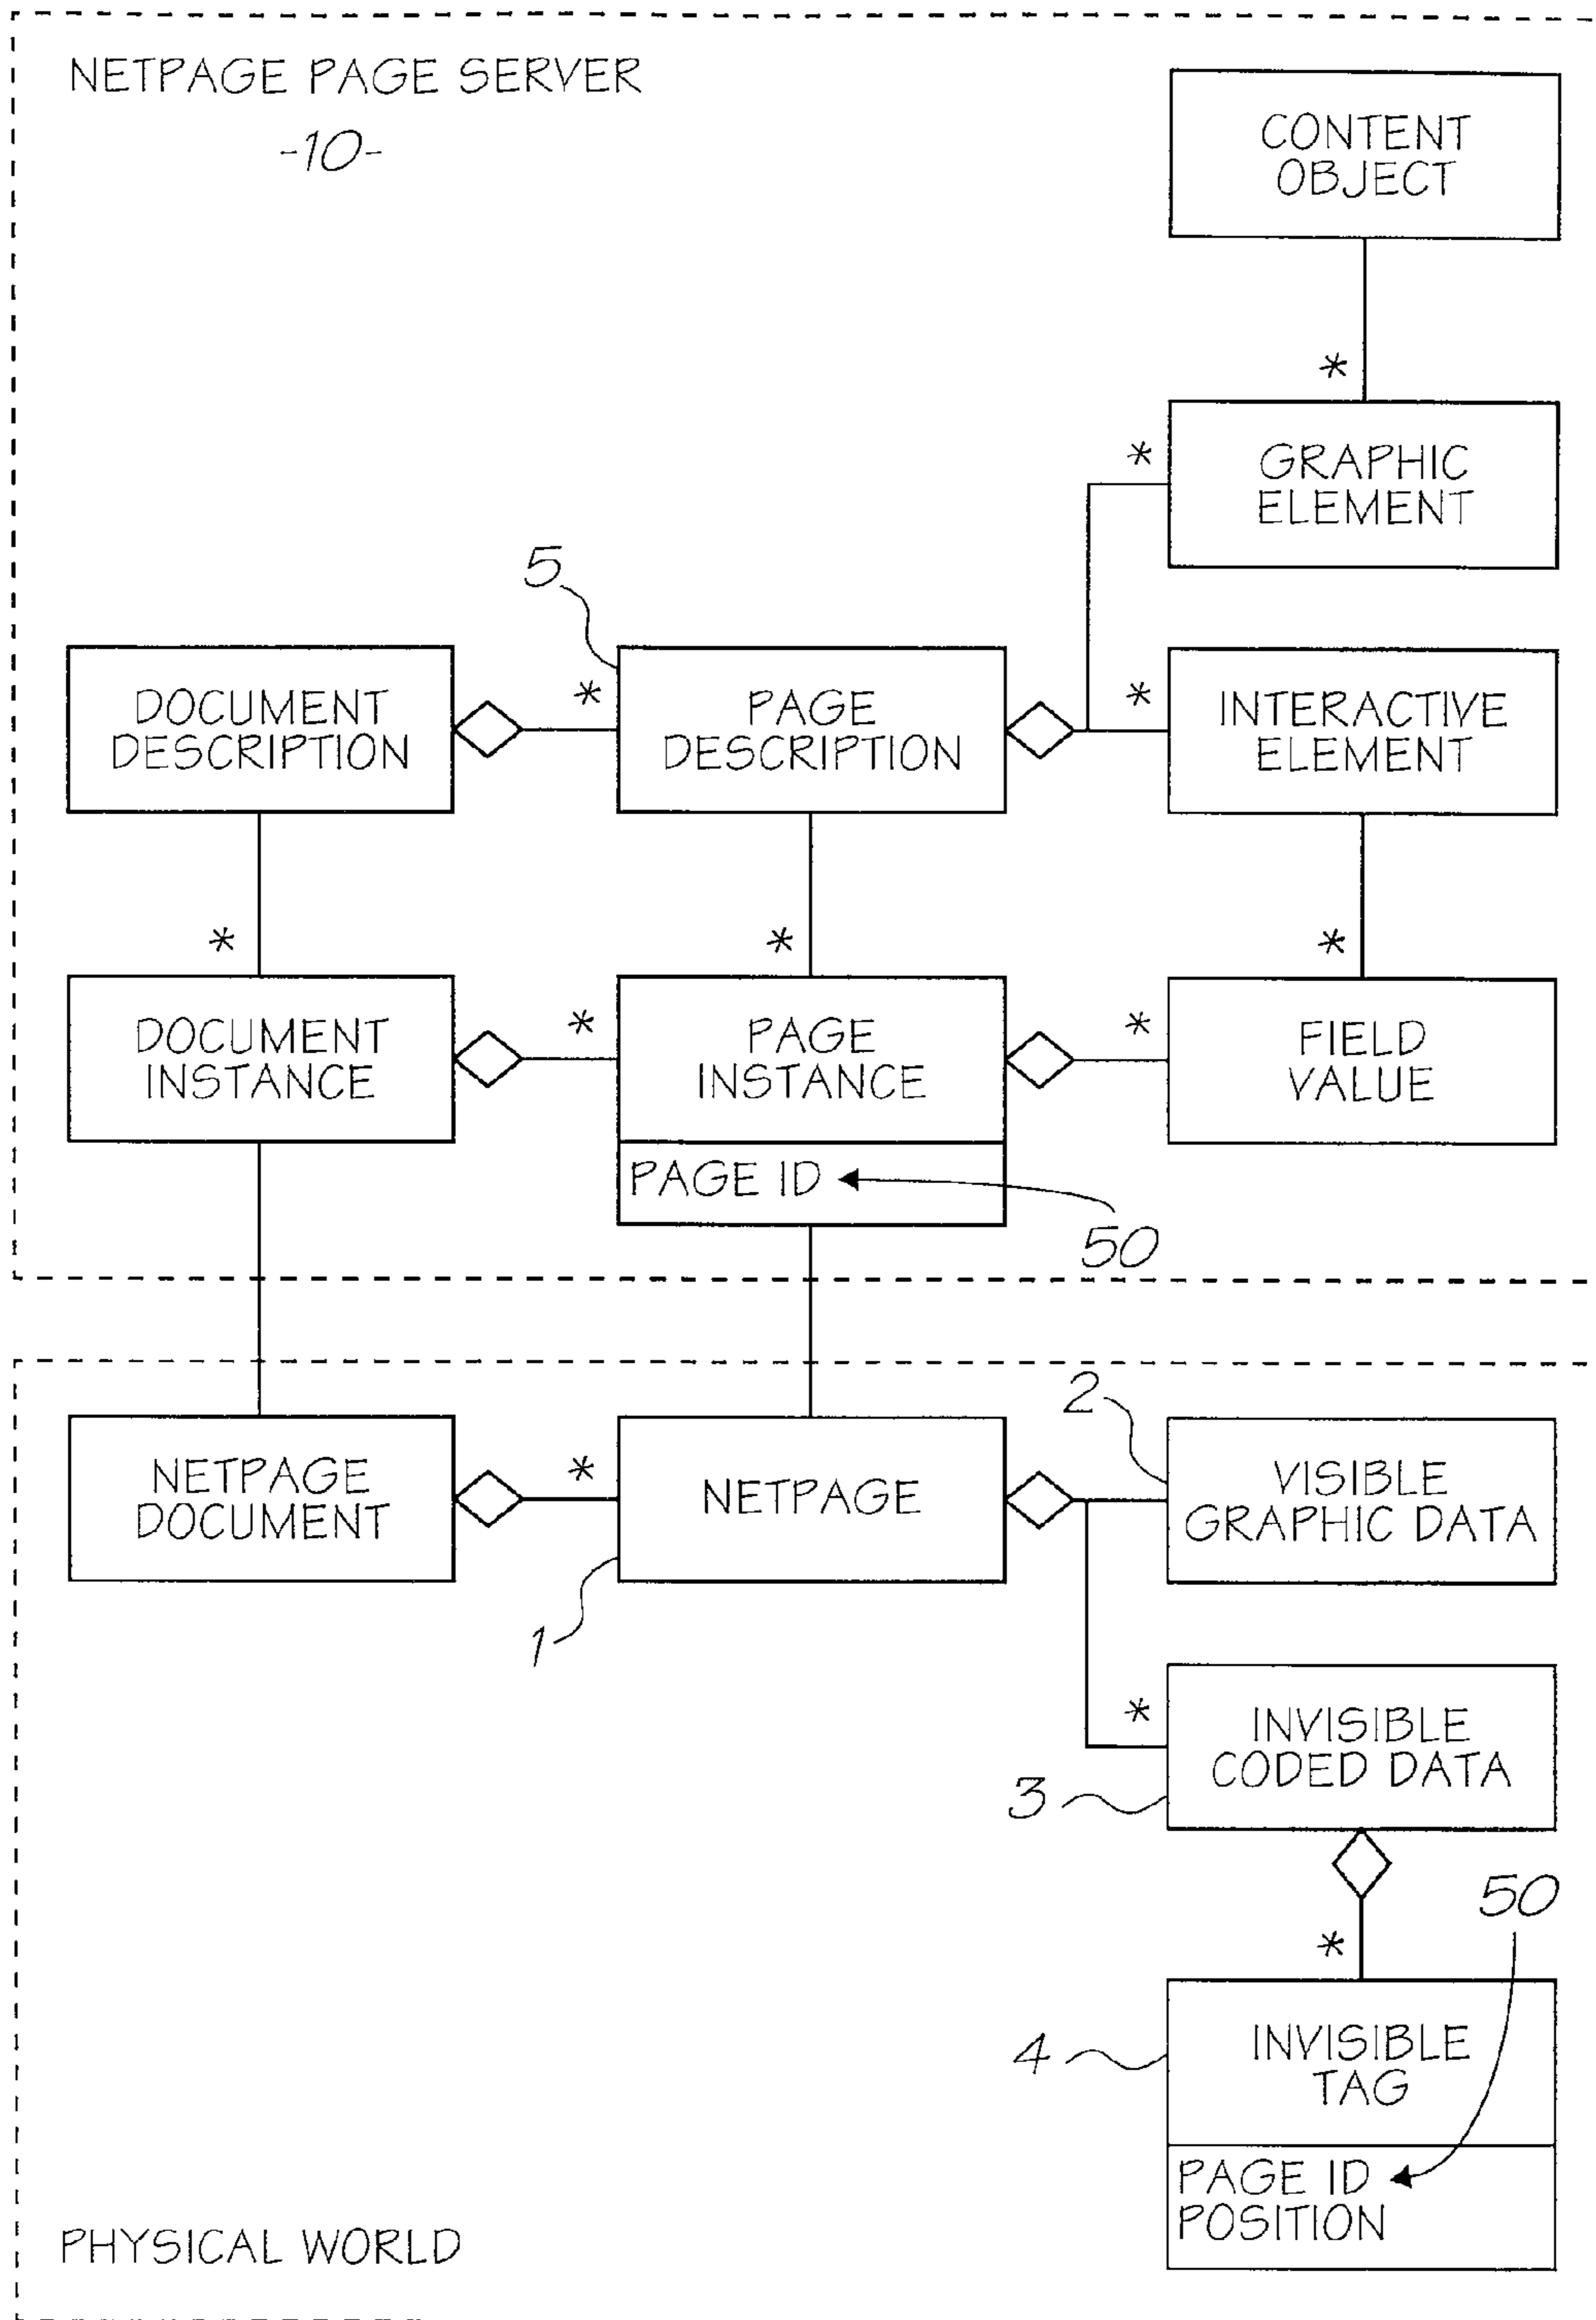 NETPAGE PAGE SERVER
-10-
CONTENT
OBJECT
*
*
GRAPHIC
ELEMENT
5
DOCUMENT
DESCRIPTION
*
PAGE
DESCRIPTION
*
INTERACTIVE
ELEMENT
*
*
*
DOCUMENT
INSTANCE
*
PAGE
INSTANCE
PAGE ID
50
*
FIELD
VALUE
NETPAGE
DOCUMENT
*
NETPAGE
1
2
VISIBLE
GRAPHIC DATA
*
INVISIBLE
CODED DATA
3
*
50
4
INVISIBLE
TAG
PAGE ID
POSITION
PHYSICAL WORLD